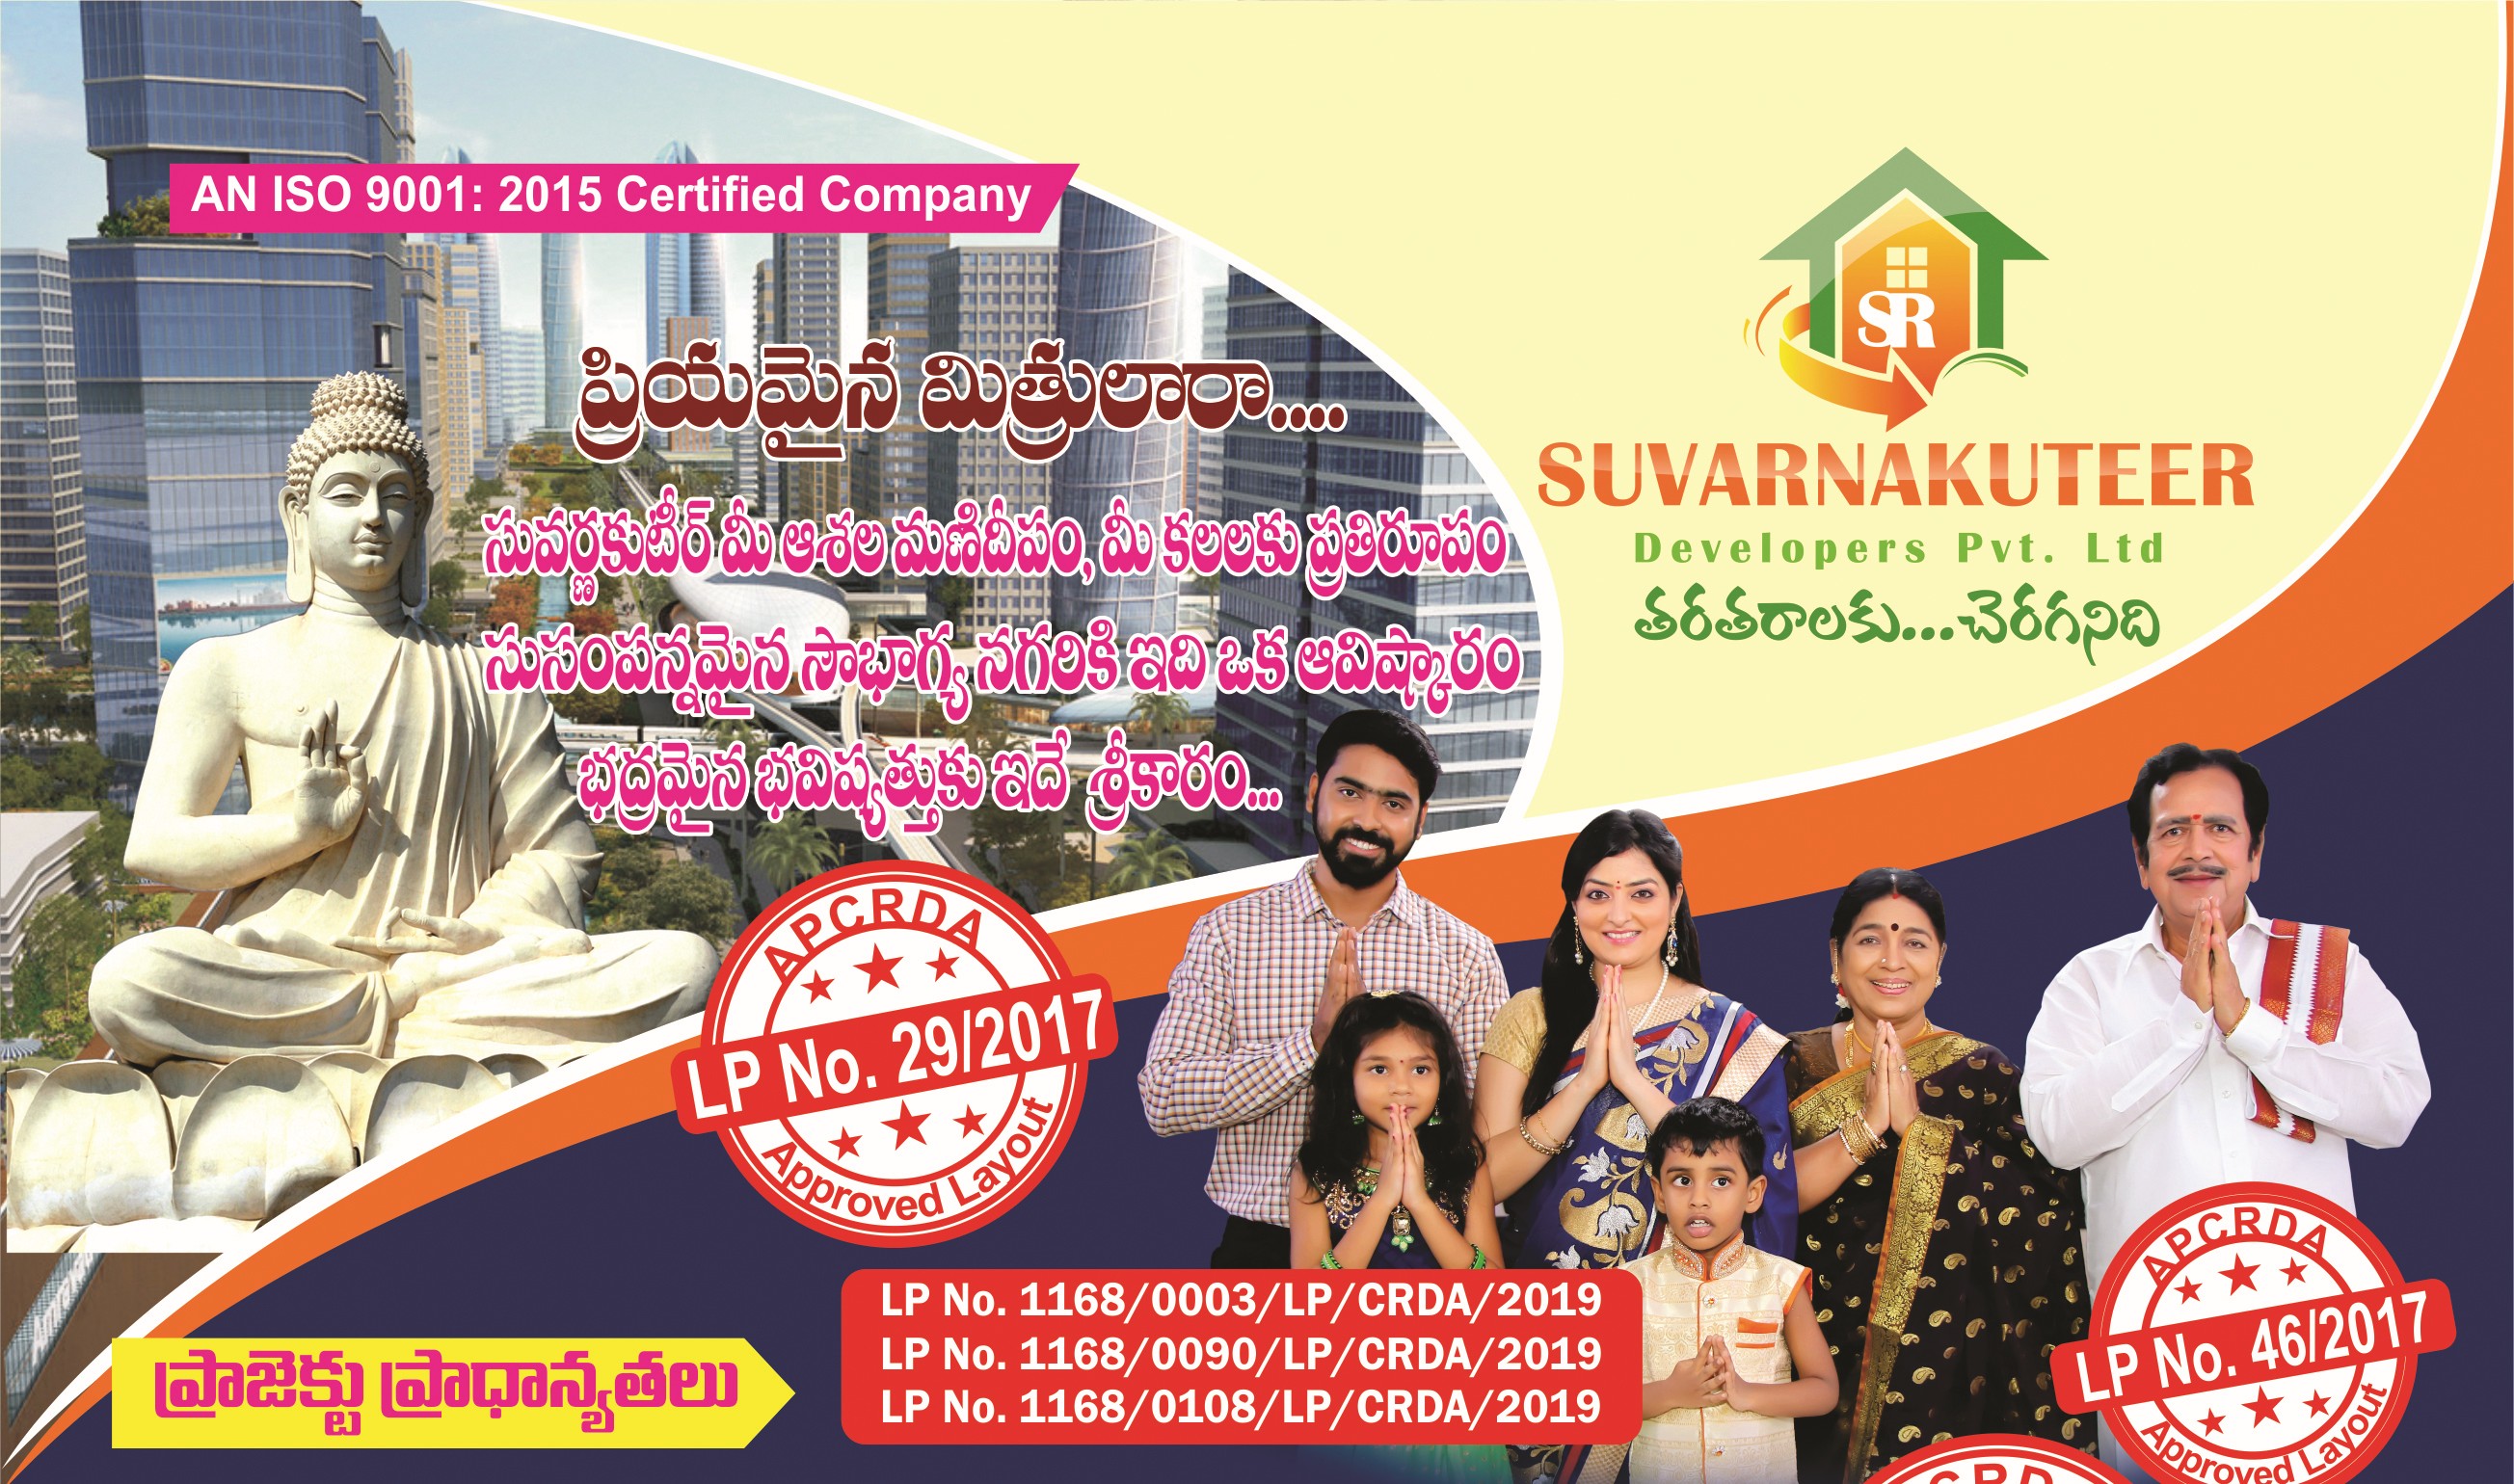 AN ISO 9001: 2015 Certified Company
ప్రియమైన మిత్రులారా....
సువర్ణకుటీర్ మీ ఆశల మణిదీపం, మీ కలలకు ప్రతిరూపం
సుసంపన్నమైన సౌభాగ్య నగరికి ఇది ఒక ఆవిష్కారం
భద్రమైన భవిష్యత్తుకు ఇదే శ్రీకారం...
SR
SUVARNAKUTEER
Developers Pvt. Ltd
తరతరాలకు...చెరగనిది
APCRDA
LP No. 29/2017
Approved Layout
LP No. 1168/0003/LP/CRDA/2019
LP No. 1168/0090/LP/CRDA/2019
LP No. 1168/0108/LP/CRDA/2019
ప్రాజెక్టు ప్రాధాన్యతలు
APCRDA
LP No. 46/2017
Approved Layout